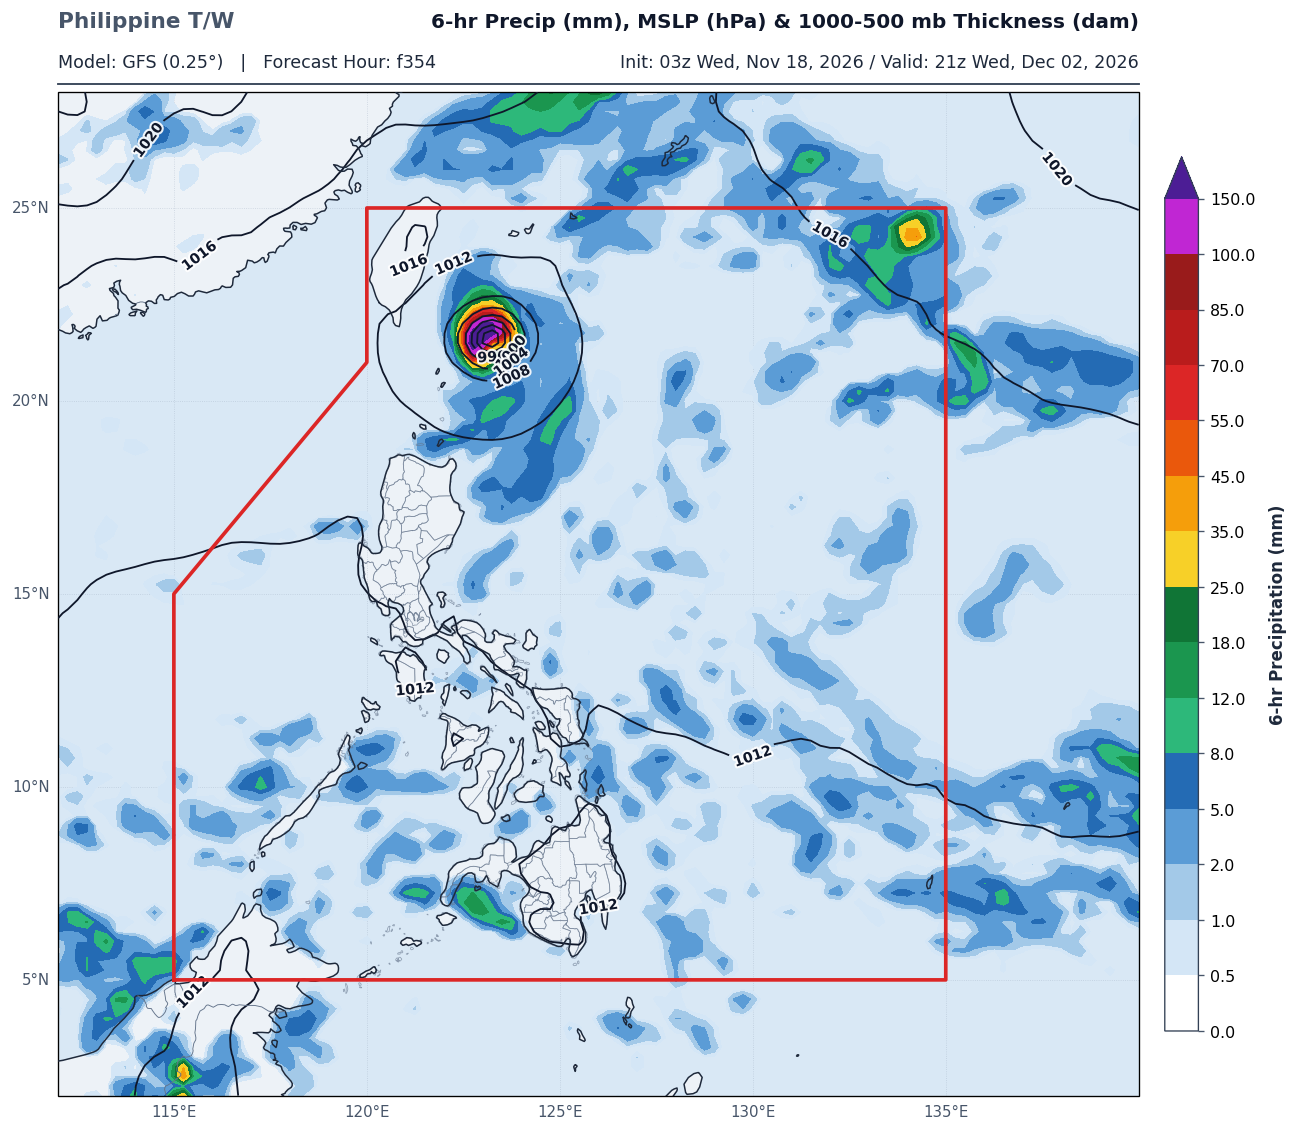 Philippine T/W
6-hr Precip (mm), MSLP (hPa) & 1000-500 mb Thickness (dam)
Model: GFS (0.25°) | Forecast Hour: f354
Init: 03z Wed, Nov 18, 2026 / Valid: 21z Wed, Dec 02, 2026
1020
1020
1016
1016
1016
1012
1004
1008
1012
1012
1012
1012
25°N
20°N
15°N
10°N
5°N
115°E
120°E
125°E
130°E
135°E
150.0
100.0
85.0
70.0
55.0
45.0
35.0
25.0
18.0
12.0
8.0
5.0
2.0
1.0
0.5
0.0
6-hr Precipitation (mm)